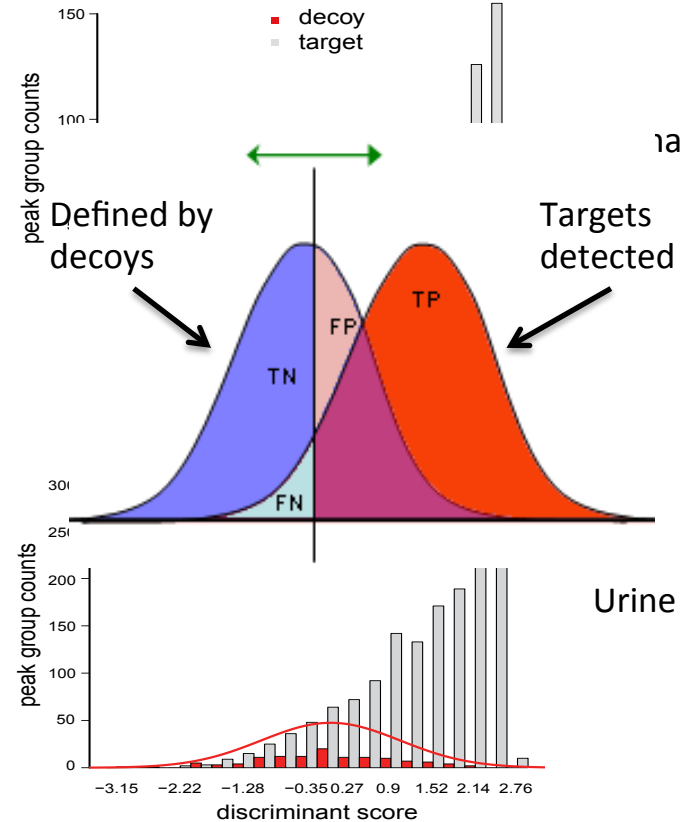 150
decoy
target
100
peak group counts
Defined by
decoys
Targets
detected
TP
FP
TN
FN
200
150
100
50
0
peak group counts
Urine
−3.15 −2.22 −1.28 −0.35 0.27 0.9 1.52 2.14 2.76
discriminant score